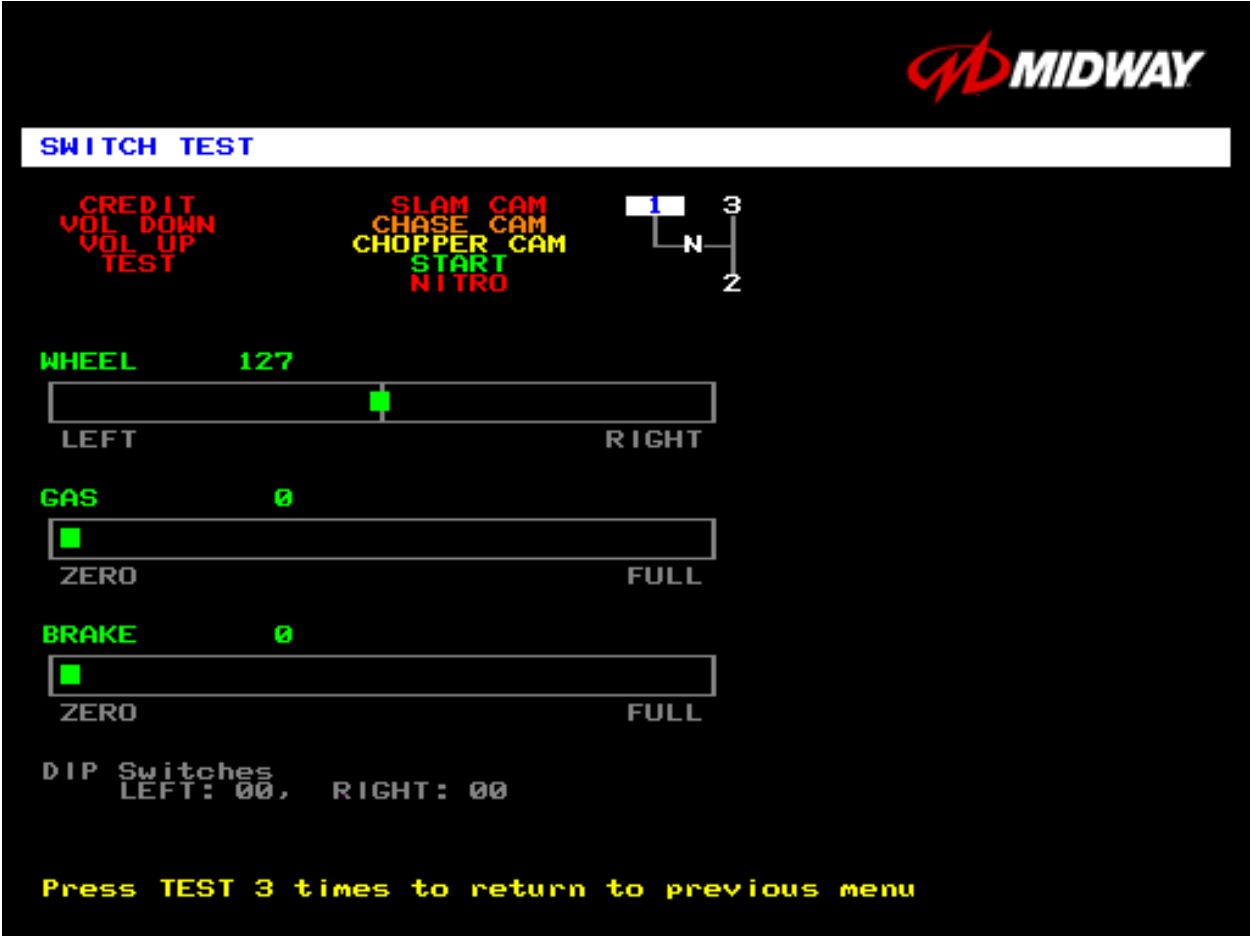 MIDWAY
SWITCH TEST
CREDIT
VOL DOWN
VOL UP
TEST
SLAM CAM
CHASE CAM
CHOPPER CAM
START
NITRO
1 3
N
2
WHEEL 127
LEFT RIGHT
GAS 0
ZERO FULL
BRAKE 0
ZERO FULL
DIP Switches
LEFT: 00, RIGHT: 00
Press TEST 3 times to return to previous menu